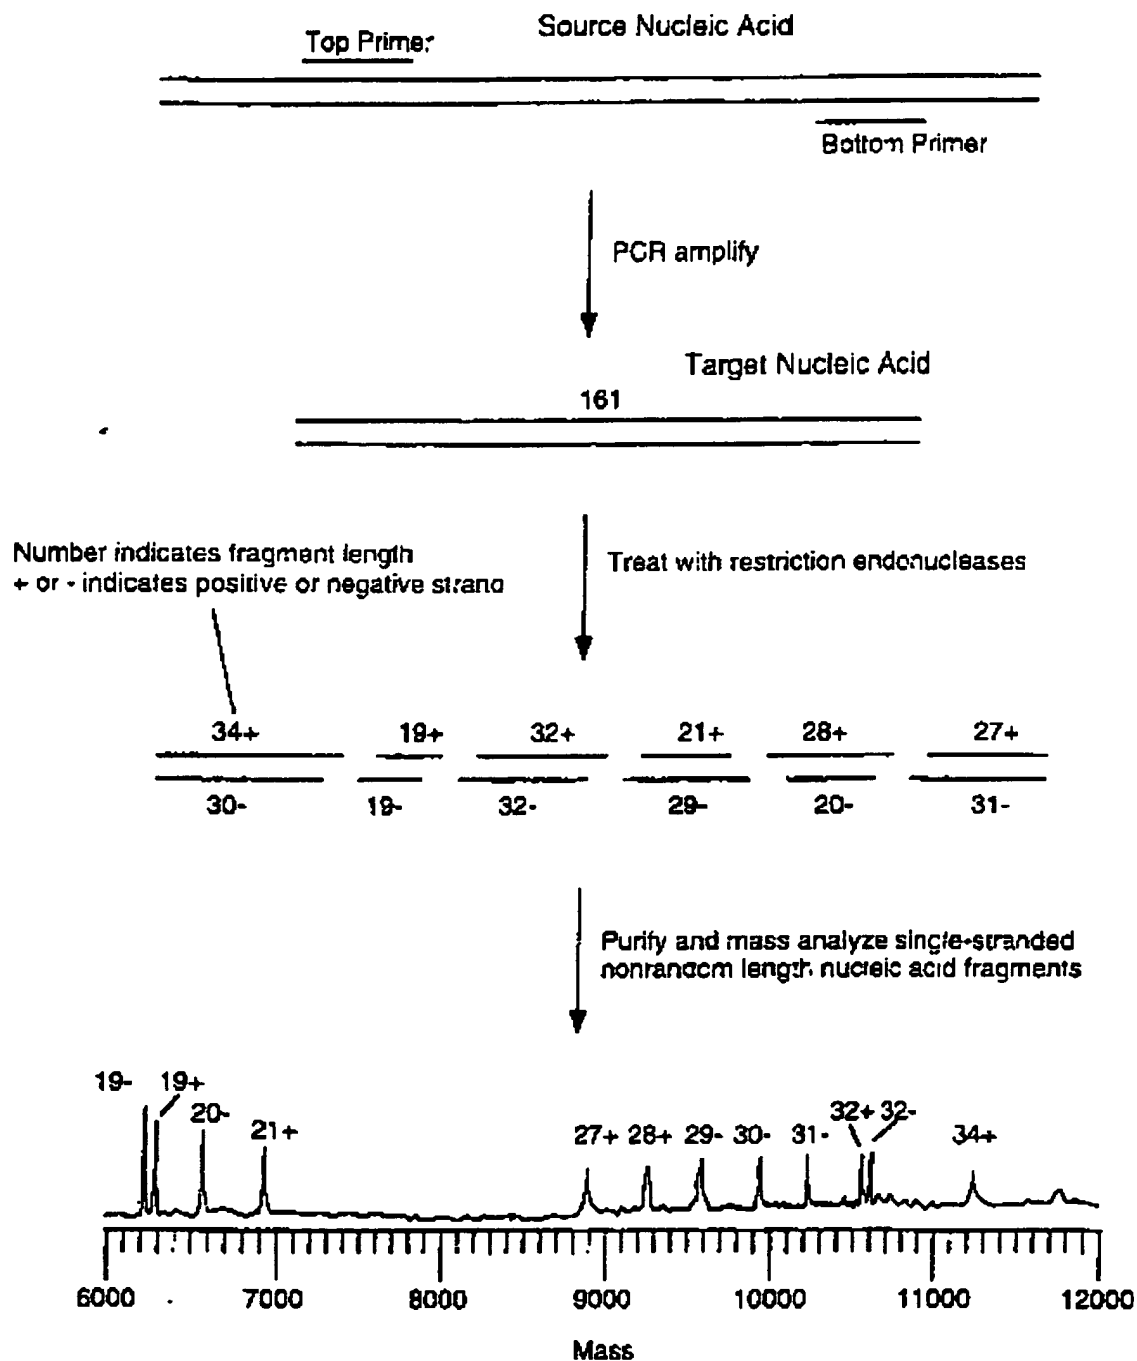 Source Nucleic Acid
Top Primer
Bottom Primer
PCR amplify
Target Nucleic Acid
161
Number indicates fragment length
+ or - indicates positive or negative strand
Treat with restriction endonucleases
34+ 19+ 32+ 21+ 28+ 27+
30- 19- 32- 29- 20- 31-
Purify and mass analyze single-stranded
nonrandom length nucleic acid fragments
19- 19+ 20- 21+ 27+ 28+ 29- 30- 31- 32+ 32- 34+
6000 7000 8000 9000 10000 11000 12000
Mass